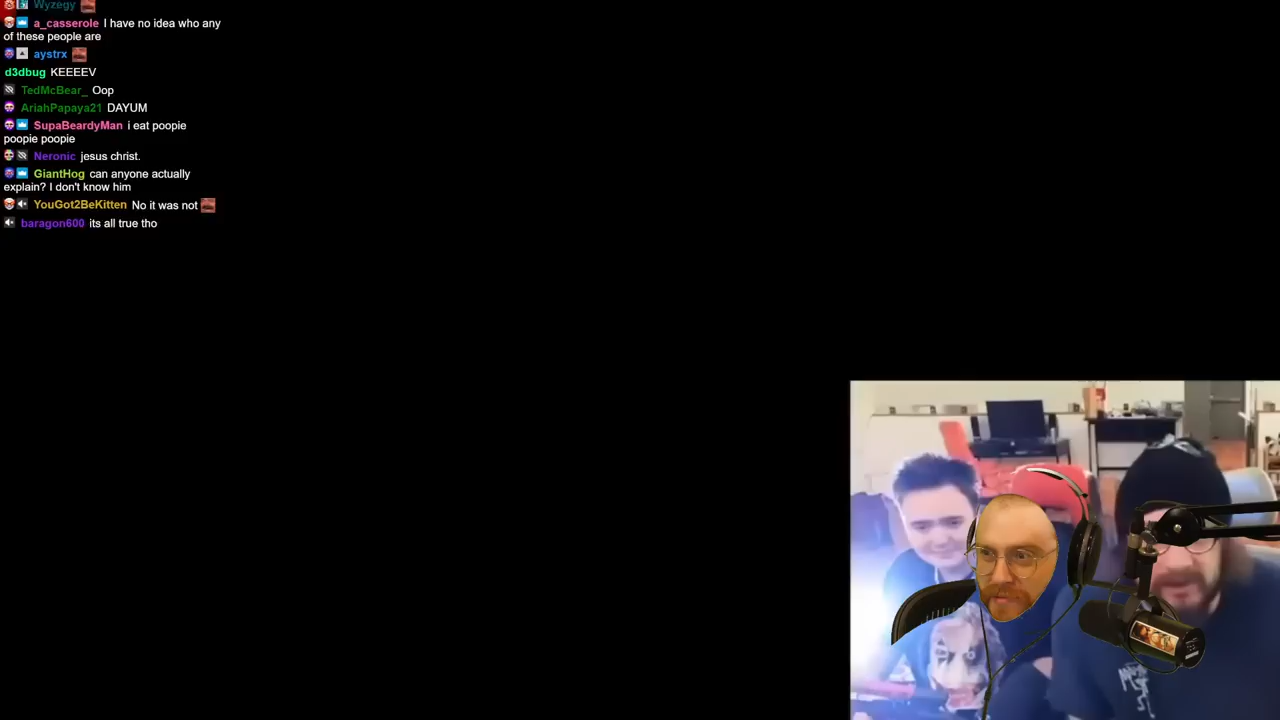 Wyzegy
a_casserole I have no idea who any
of these people are
aystrx
d3dbug KEEEEV
TedMcBear_ Oop
AriahPapaya21 DAYUM
SupaBeardyMan i eat poopie
poopie poopie
Neronic jesus christ.
GiantHog can anyone actually
explain? I don't know him
YouGot2BeKitten No it was not
baragon600 its all true tho